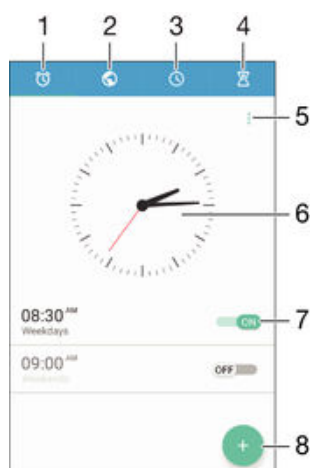 1 2 3 4
5
6
08:30 AM
Weekdays
ON
7
09:00 AM
Weekends
OFF
8